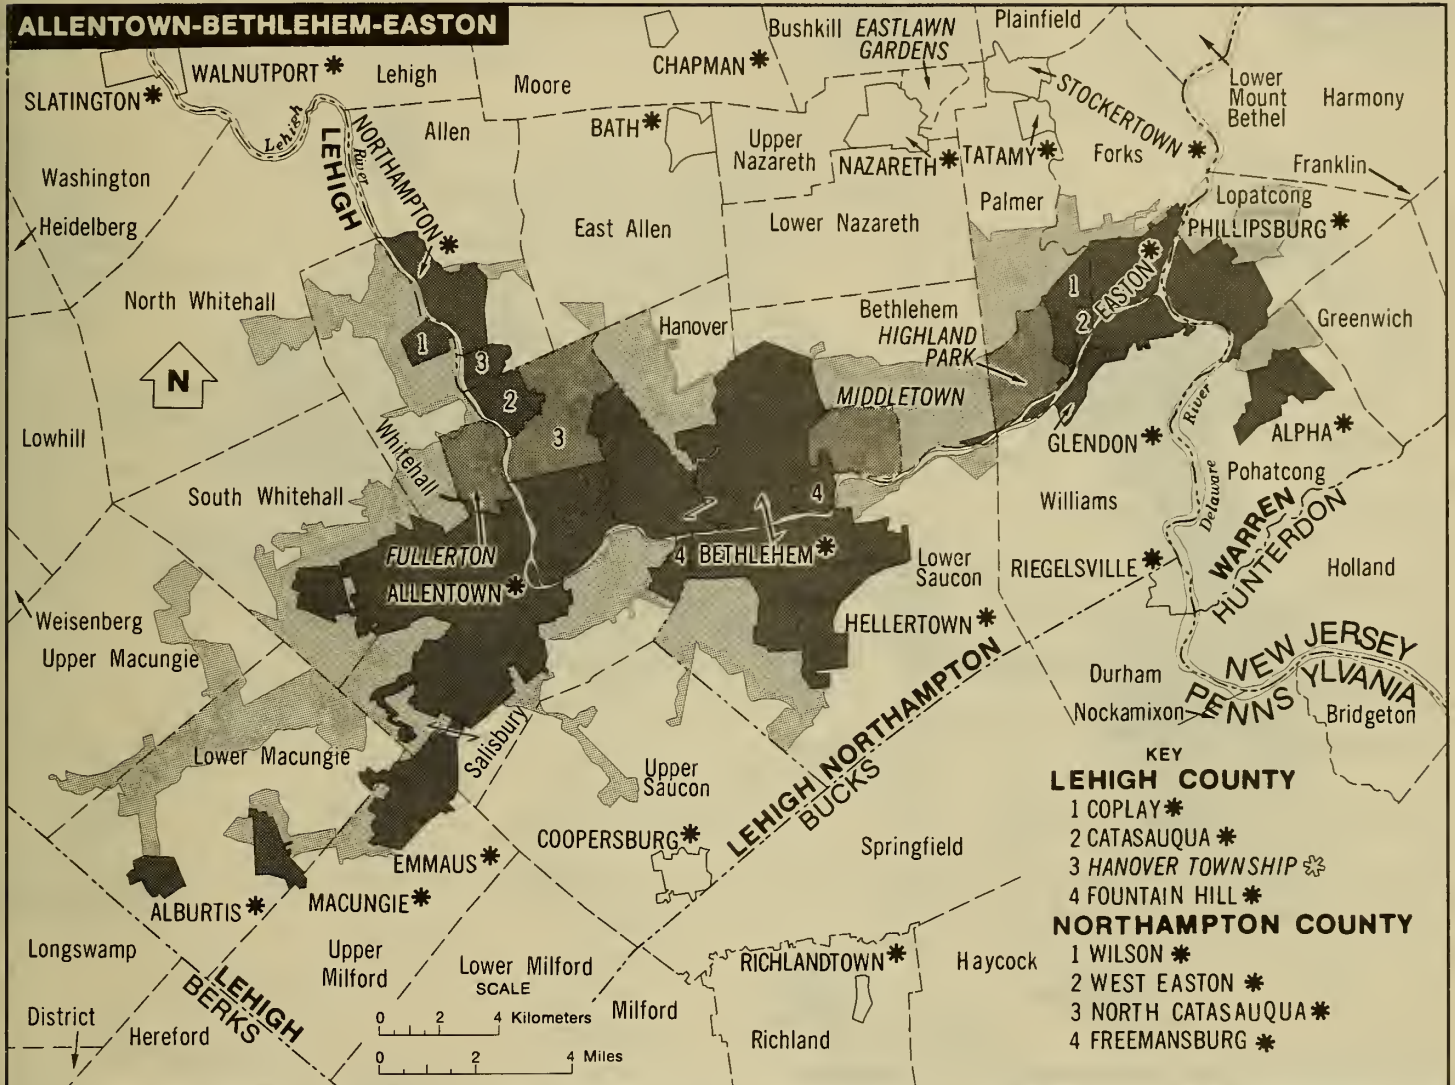 ALLENTOWN-BETHLEHEM-EASTON
WALNUTPORT *
SLATINGTON *
Lehigh
Moore
CHAPMAN *
Bushkill
EASTLAWN
GARDENS
Plainfield
STOCKERTOWN *
Lower
Mount
Bethel
Harmony
Lehigh
River
LEHIGH
NORTHAMPTON *
Allen
BATH *
Upper
Nazareth
NAZARETH *
TATAMY *
Forks
Franklin
Washington
Heidelberg
East Allen
Lower Nazareth
Palmer
Lopatcong
PHILLIPSBURG *
North Whitehall
EASTON *
1
2
Bethlehem
HIGHLAND
PARK
Hanover
Greenwich
N
1
3
2
3
MIDDLETOWN
Lowhill
Whitehall
GLENDON *
River
Delaware
ALPHA *
Pohatcong
South Whitehall
4
Williams
WARREN
HUNTERDON
FULLERTON
ALLENTOWN *
4
BETHLEHEM *
Lower
Saucon
RIEGELSVILLE *
Holland
Weisenberg
HELLERTOWN *
Upper Macungie
NEW JERSEY
PENNSYLVANIA
Durham
Nockamixon
Bridgeton
Lower Macungie
Salisbury
Upper
Saucon
LEHIGH
NORTHAMPTON
BUCKS
COOPERSBURG *
Springfield
EMMAUS *
MACUNGIE *
ALBURTIS *
Longswamp
Upper
Milford
Lower Milford
RICHLANDTOWN *
Haycock
LEHIGH
BERKS
District
Hereford
Milford
Richland
SCALE
0 2 4 Kilometers
0 2 4 Miles
KEY
LEHIGH COUNTY
1 COPLAY *
2 CATASAUQUA *
3 HANOVER TOWNSHIP *
4 FOUNTAIN HILL *
NORTHAMPTON COUNTY
1 WILSON *
2 WEST EASTON *
3 NORTH CATASAUQUA *
4 FREEMANSBURG *